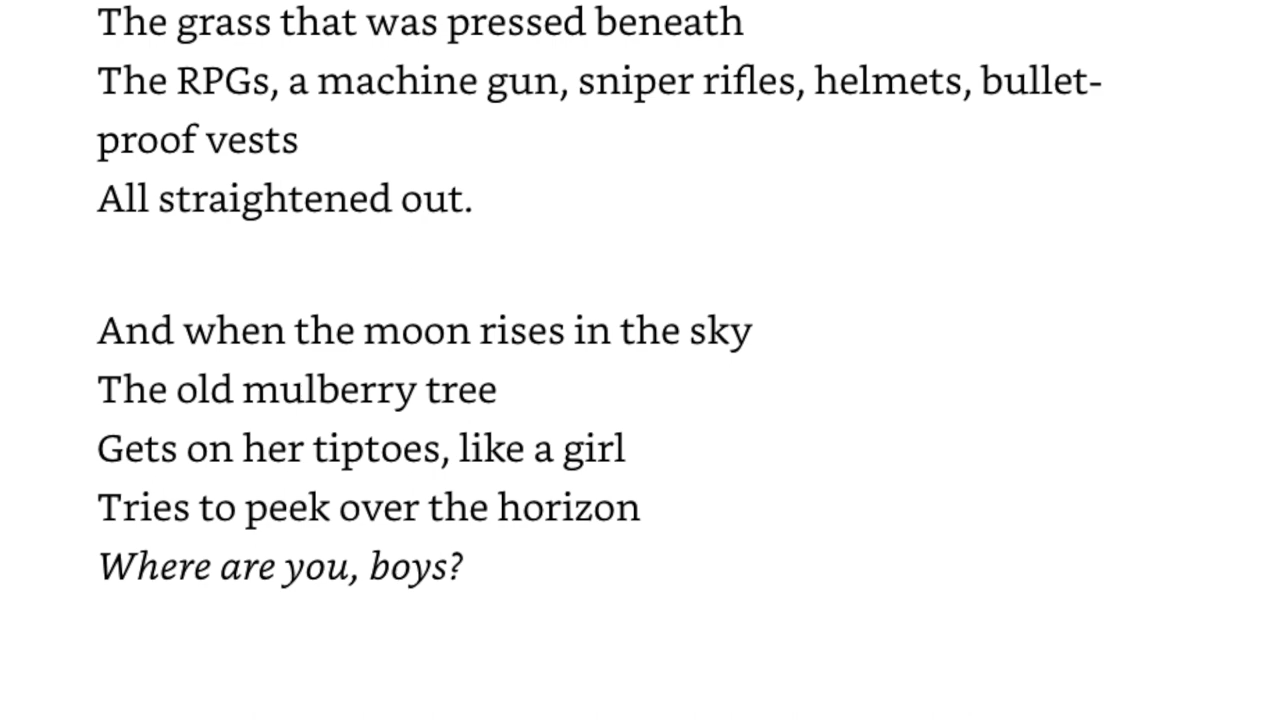 The grass that was pressed beneath
The RPGs, a machine gun, sniper rifles, helmets, bullet-
proof vests
All straightened out.
And when the moon rises in the sky
The old mulberry tree
Gets on her tiptoes, like a girl
Tries to peek over the horizon
Where are you, boys?